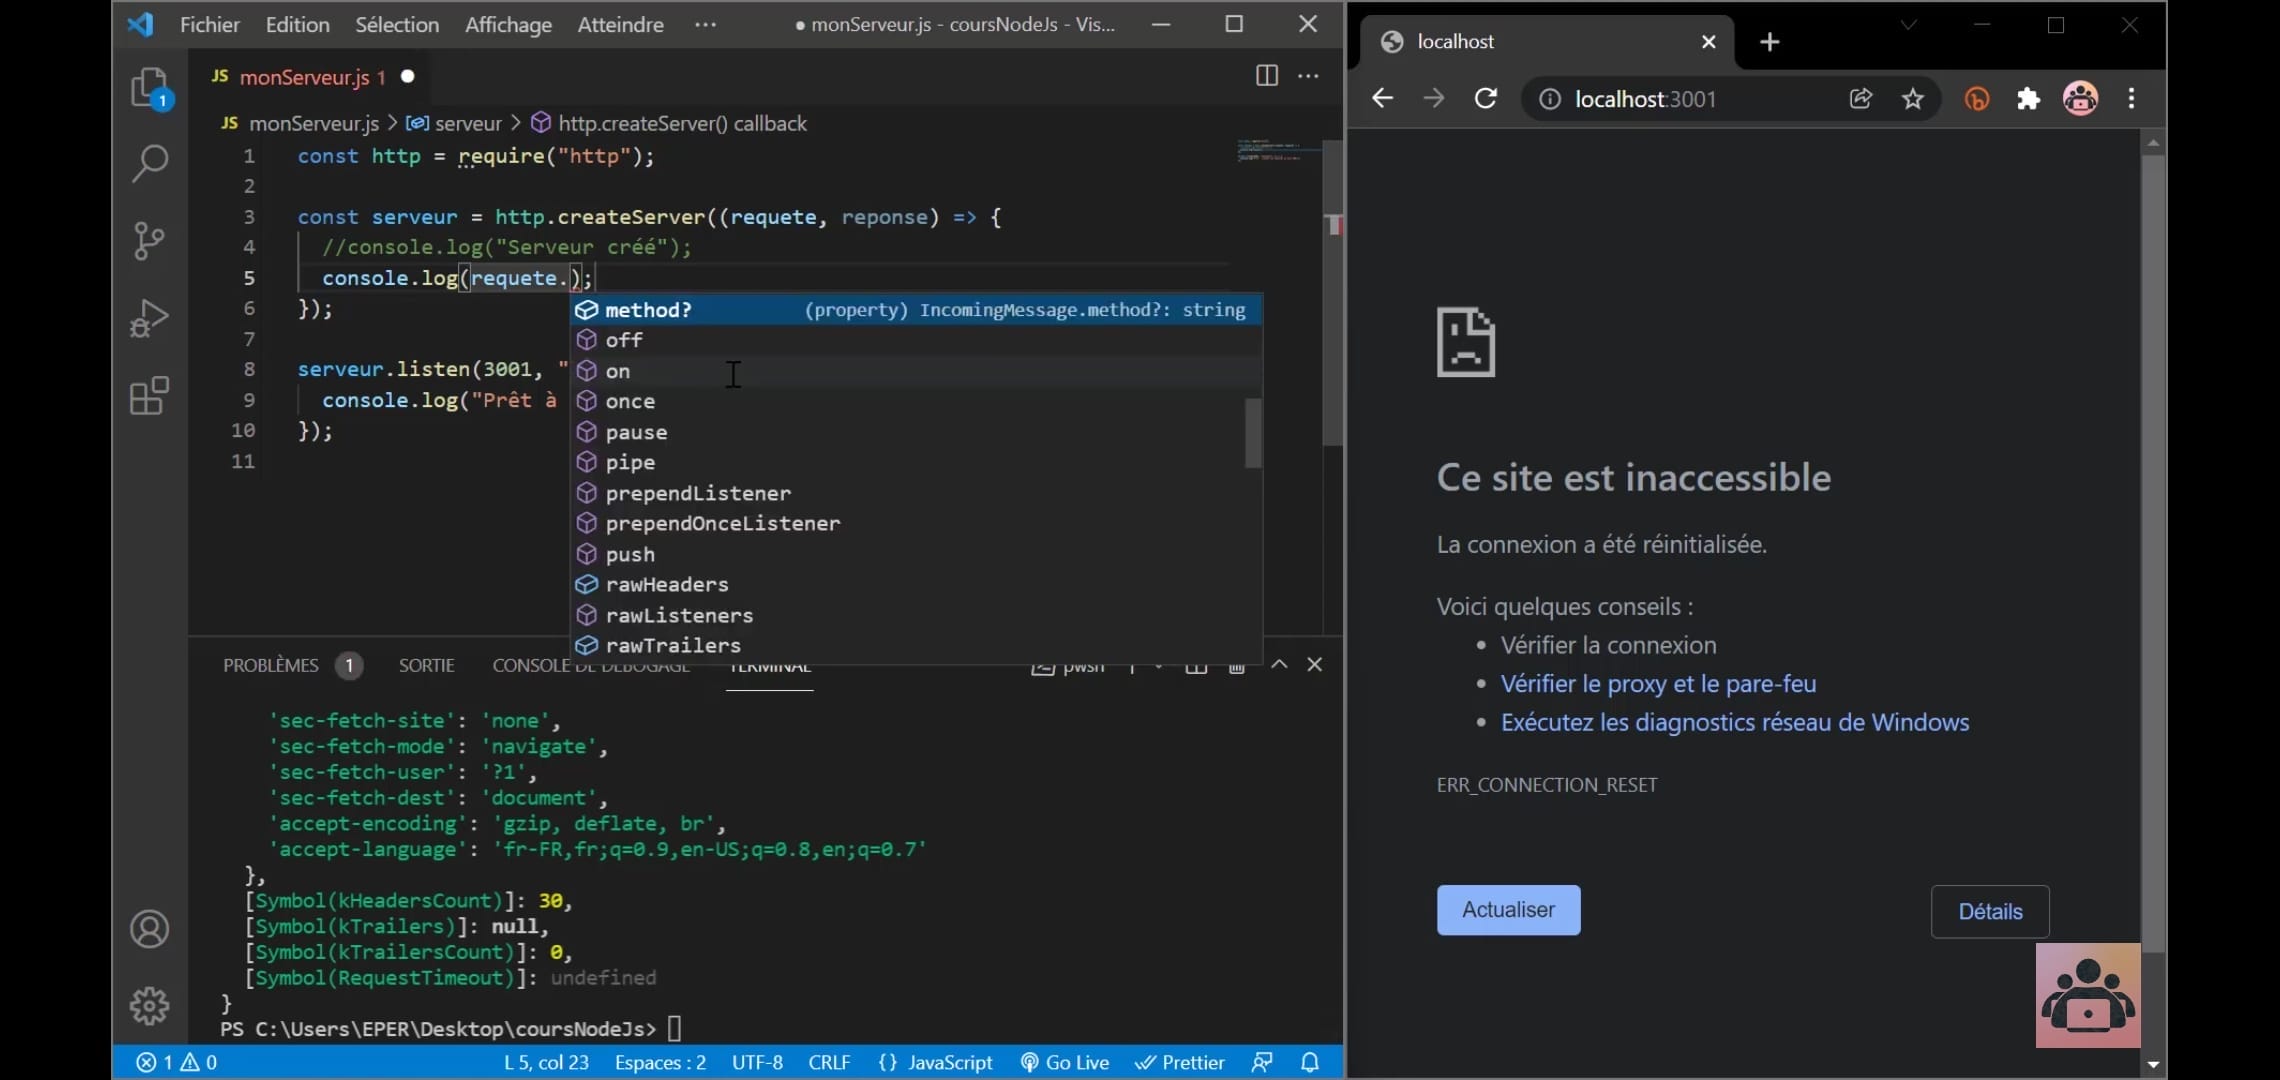 Fichier Edition Sélection Affichage Atteindre ··· ● monServeur.js - coursNodeJs - Vis...
JS monServeur.js 1 ●
JS monServeur.js > serveur > http.createServer() callback
1 const http = require("http");
2
3 const serveur = http.createServer((requete, reponse) => {
4 //console.log("Serveur créé");
5 console.log(requete.);
6 });
7
8 serveur.listen(3001, "
9 console.log("Prêt à
10 });
11
method? (property) IncomingMessage.method?: string
off
on
once
pause
pipe
prependListener
prependOnceListener
push
rawHeaders
rawListeners
rawTrailers
PROBLÈMES 1 SORTIE CONSOLE DE DÉBOGAGE TERMINAL pwsh
'sec-fetch-site': 'none',
'sec-fetch-mode': 'navigate',
'sec-fetch-user': '?1',
'sec-fetch-dest': 'document',
'accept-encoding': 'gzip, deflate, br',
'accept-language': 'fr-FR,fr;q=0.9,en-US;q=0.8,en;q=0.7'
},
[Symbol(kHeadersCount)]: 30,
[Symbol(kTrailers)]: null,
[Symbol(kTrailersCount)]: 0,
[Symbol(RequestTimeout)]: undefined
}
PS C:\Users\EPER\Desktop\coursNodeJs>
1 0 L 5, col 23 Espaces : 2 UTF-8 CRLF {} JavaScript Go Live Prettier
1
localhost
localhost:3001
Ce site est inaccessible
La connexion a été réinitialisée.
Voici quelques conseils :
• Vérifier la connexion
• Vérifier le proxy et le pare-feu
• Exécutez les diagnostics réseau de Windows
ERR_CONNECTION_RESET
Actualiser
Détails